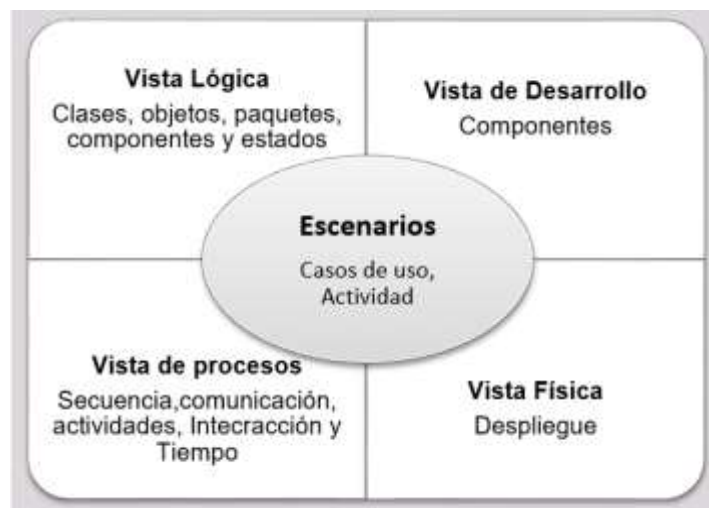 Vista Lógica
Clases, objetos, paquetes,
componentes y estados
Vista de Desarrollo
Componentes
Escenarios
Casos de uso,
Actividad
Vista de procesos
Secuencia,comunicación,
actividades, Intecracción y
Tiempo
Vista Física
Despliegue